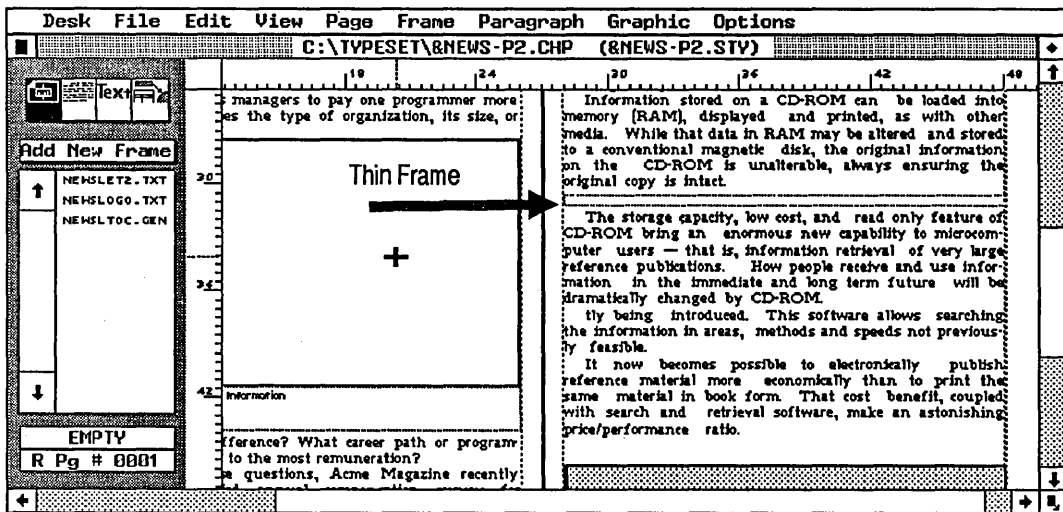 Desk File Edit View Page Frame Paragraph Graphic Options
C:\TYPESET\&NEWS-P2.CHP (&NEWS-P2.STY)
18 24 30 36 42 48
Text
Add New Frame
NEWSLET2.TXT
NEWSLOGO.TXT
NEWSLTOC.GEN
EMPTY
R Pg # 0001
30
36
42
s managers to pay one programmer more
es the type of organization, its size, or
Thin Frame
Information
fference? What career path or program-
to the most remuneration?
e questions, Acme Magazine recently
Information stored on a CD-ROM can be loaded into
memory (RAM), displayed and printed, as with other
media. While that data in RAM may be altered and stored
to a conventional magnetic disk, the original information
on the CD-ROM is unalterable, always ensuring the
original copy is intact.
The storage capacity, low cost, and read only feature of
CD-ROM bring an enormous new capability to microcom-
puter users — that is, information retrieval of very large
reference publications. How people receive and use infor-
mation in the immediate and long term future will be
dramatically changed by CD-ROM.
tly being introduced. This software allows searching
the information in areas, methods and speeds not previous-
ly feasible.
It now becomes possible to electronically publish
reference material more economically than to print the
same material in book form. That cost benefit, coupled
with search and retrieval software, make an astonishing
price/performance ratio.